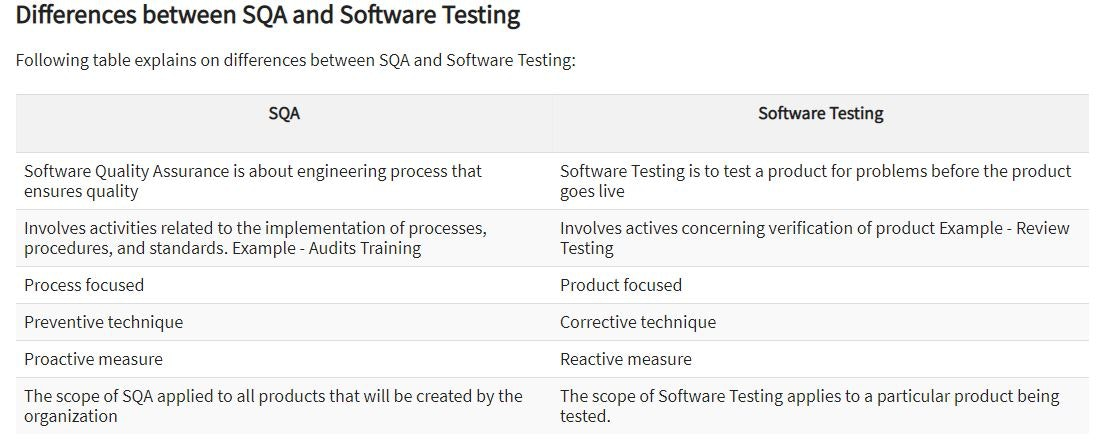 Differences between SQA and Software Testing
Following table explains on differences between SQA and Software Testing:
SQA
Software Testing
Software Quality Assurance is about engineering process that
ensures quality
Software Testing is to test a product for problems before the product
goes live
Involves activities related to the implementation of processes,
procedures, and standards. Example - Audits Training
Involves actives concerning verification of product Example - Review
Testing
Process focused
Product focused
Preventive technique
Corrective technique
Proactive measure
Reactive measure
The scope of SQA applied to all products that will be created by the
organization
The scope of Software Testing applies to a particular product being
tested.